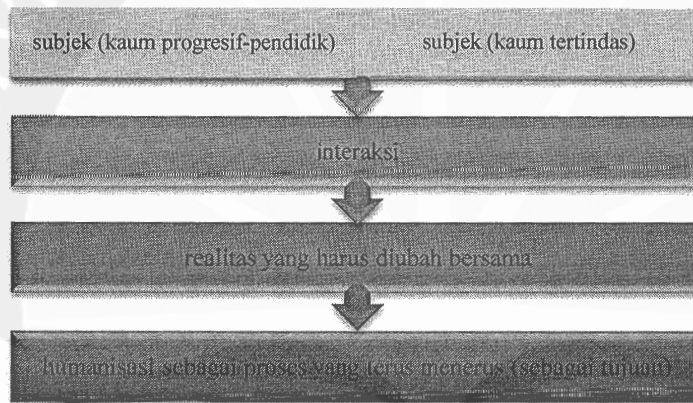 subjek (kaum progresif-pendidik) subjek (kaum tertindas)
interaksi
realitas yang harus diubah bersama
humanisasi sebagai proses yang terus menerus (sebagai tujuan)